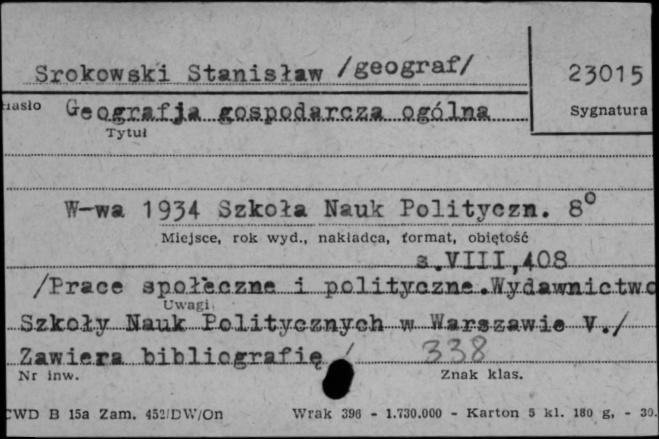 Srokowski Stanisław /geograf/
23015
Hasło Geografja gospodarcza ogólna
Sygnatura
Tytuł
W-wa 1934 Szkoła Nauk Polityczn. 8°
Miejsce, rok wyd., nakładca, format, objętość
s.VIII,408
/Prace społeczne i polityczne.Wydawnictwo
Uwagi
Szkoły Nauk Politycznych w Warszawie V./
Zawiera bibliografię / 338
Nr inw. Znak klas.
CWD B 15a Zam. 452/DW/On Wrak 396 - 1.730.000 - Karton 5 kl. 180 g, - 30.